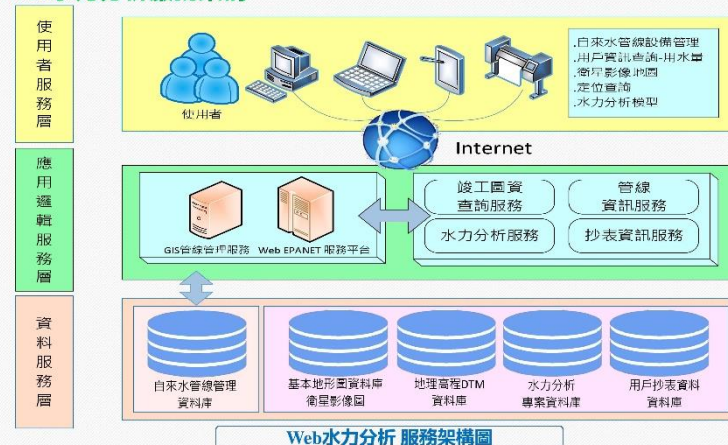 使用者服務層
使用者
.自來水管線設備管理
.用戶資訊查詢-用水量
.衛星影像地圖
.定位查詢
.水力分析模型
Internet
應用邏輯服務層
GIS管線管理服務
Web EPANET 服務平台
竣工圖資
查詢服務
管線
資訊服務
水力分析服務
抄表資訊服務
資料服務層
自來水管線管理
資料庫
基本地形圖資料庫
衛星影像圖
地理高程DTM
資料庫
水力分析
專案資料庫
用戶抄表資料
資料庫
Web水力分析 服務架構圖